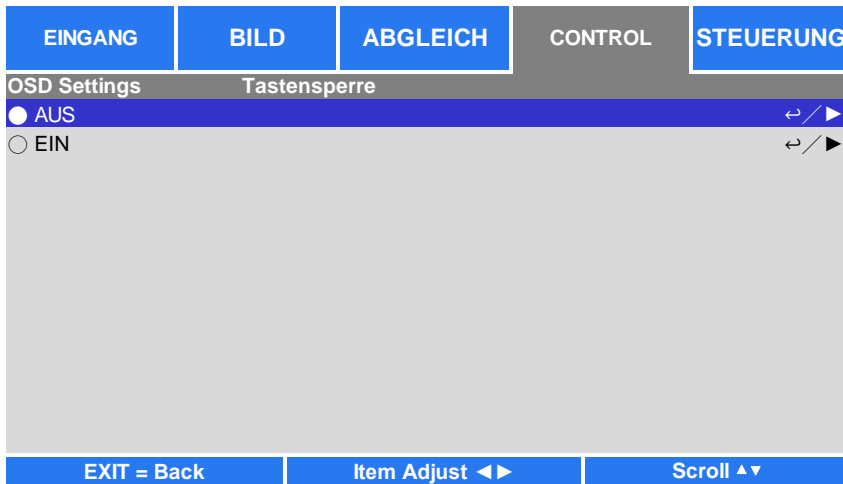 EINGANG BILD ABGLEICH CONTROL STEUERUNG
OSD Settings Tastensperre
AUS ↩／▶
EIN ↩／▶
EXIT = Back Item Adjust ◀▶ Scroll ▲▼